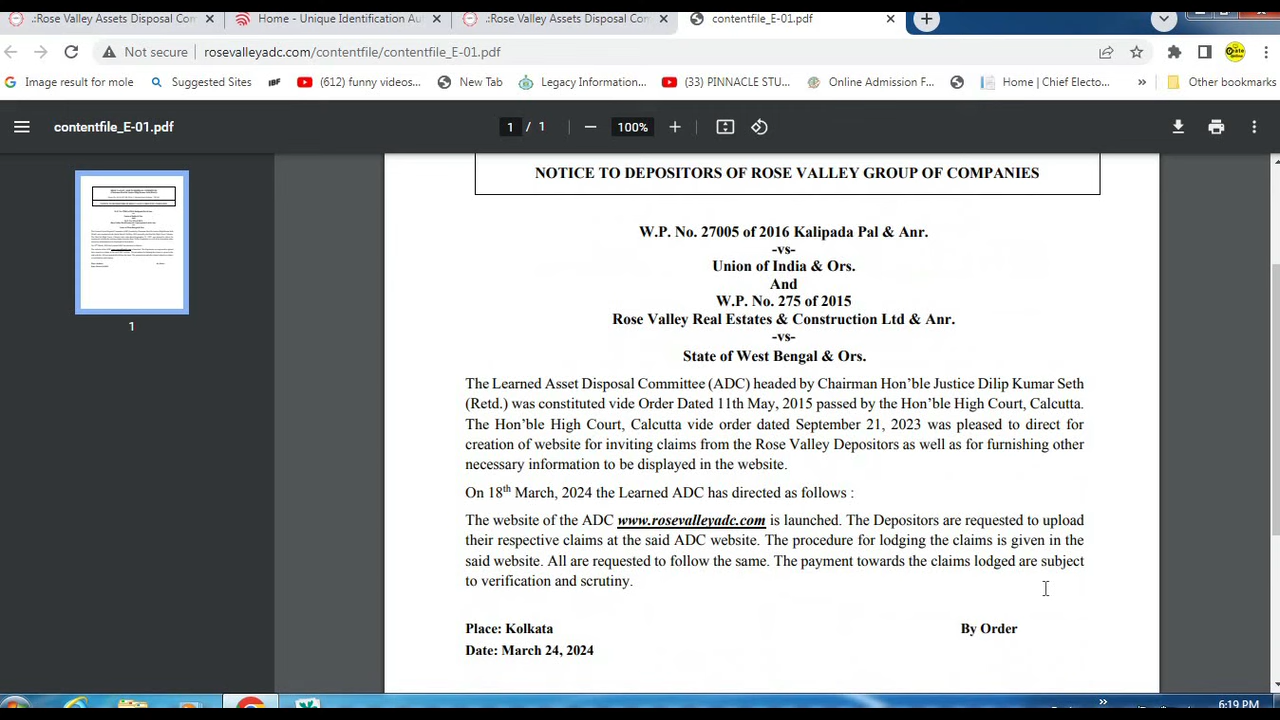 .:Rose Valley Assets Disposal Com
Home - Unique Identification Au
.:Rose Valley Assets Disposal Com
contentfile_E-01.pdf
Not secure
rosevalleyadc.com/contentfile/contentfile_E-01.pdf
Image result for mole
Suggested Sites
(612) funny videos...
New Tab
Legacy Information...
(33) PINNACLE STU...
Online Admission F...
Home | Chief Electo...
»
Other bookmarks
contentfile_E-01.pdf
1 / 1
100%
1
NOTICE TO DEPOSITORS OF ROSE VALLEY GROUP OF COMPANIES
W.P. No. 27005 of 2016 Kalipada Pal & Anr.
-vs-
Union of India & Ors.
And
W.P. No. 275 of 2015
Rose Valley Real Estates & Construction Ltd & Anr.
-vs-
State of West Bengal & Ors.
The Learned Asset Disposal Committee (ADC) headed by Chairman Hon’ble Justice Dilip Kumar Seth
(Retd.) was constituted vide Order Dated 11th May, 2015 passed by the Hon’ble High Court, Calcutta.
The Hon’ble High Court, Calcutta vide order dated September 21, 2023 was pleased to direct for
creation of website for inviting claims from the Rose Valley Depositors as well as for furnishing other
necessary information to be displayed in the website.
On 18th March, 2024 the Learned ADC has directed as follows :
The website of the ADC www.rosevalleyadc.com is launched. The Depositors are requested to upload
their respective claims at the said ADC website. The procedure for lodging the claims is given in the
said website. All are requested to follow the same. The payment towards the claims lodged are subject
to verification and scrutiny.
Place: Kolkata
By Order
Date: March 24, 2024
6:19 PM